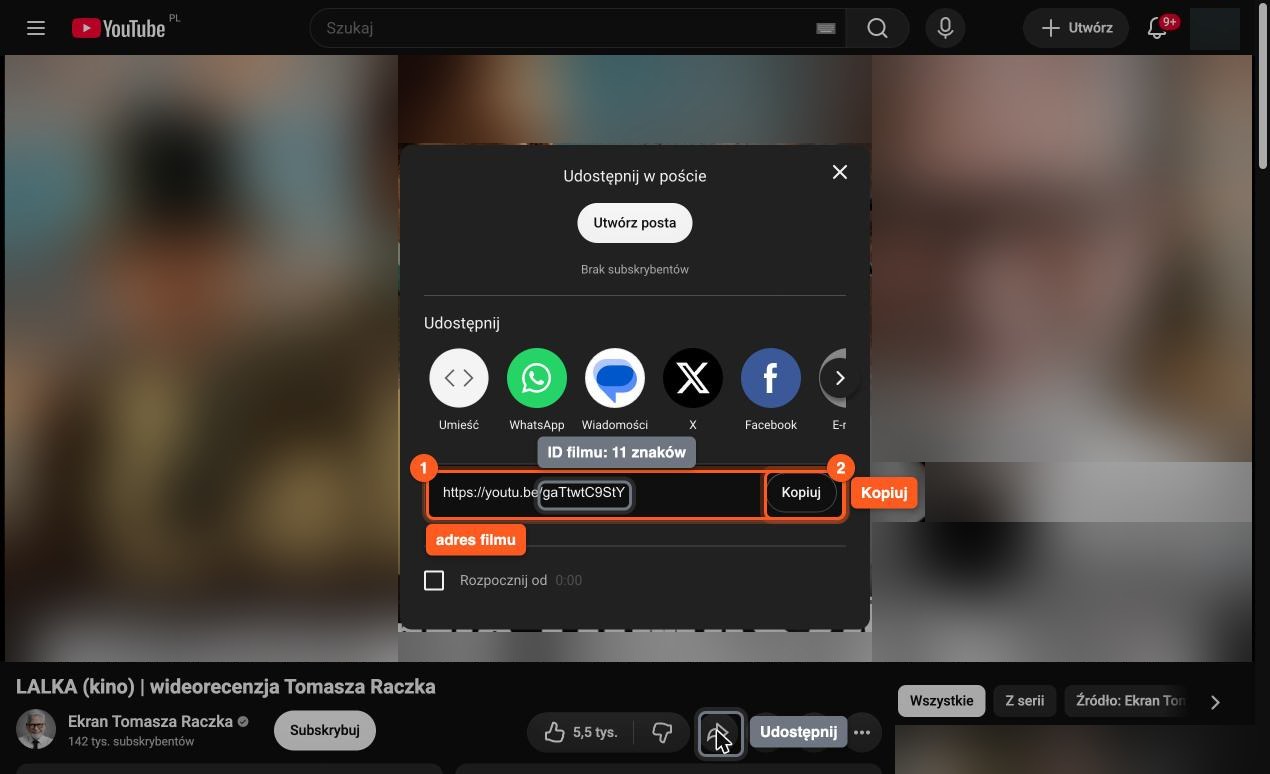 YouTube PL
Szukaj
Utwórz
9+
Udostępnij w poście
Utwórz posta
Brak subskrybentów
Udostępnij
Umieść
WhatsApp
Wiadomości
X
Facebook
E-r
ID filmu: 11 znaków
1
2
https://youtu.be/gaTtwtC9StY
Kopiuj
Kopiuj
adres filmu
Rozpocznij od 0:00
LALKA (kino) | wideorecenzja Tomasza Raczka
Ekran Tomasza Raczka
142 tys. subskrybentów
Subskrybuj
5,5 tys.
Udostępnij
Wszystkie
Z serii
Źródło: Ekran Tom